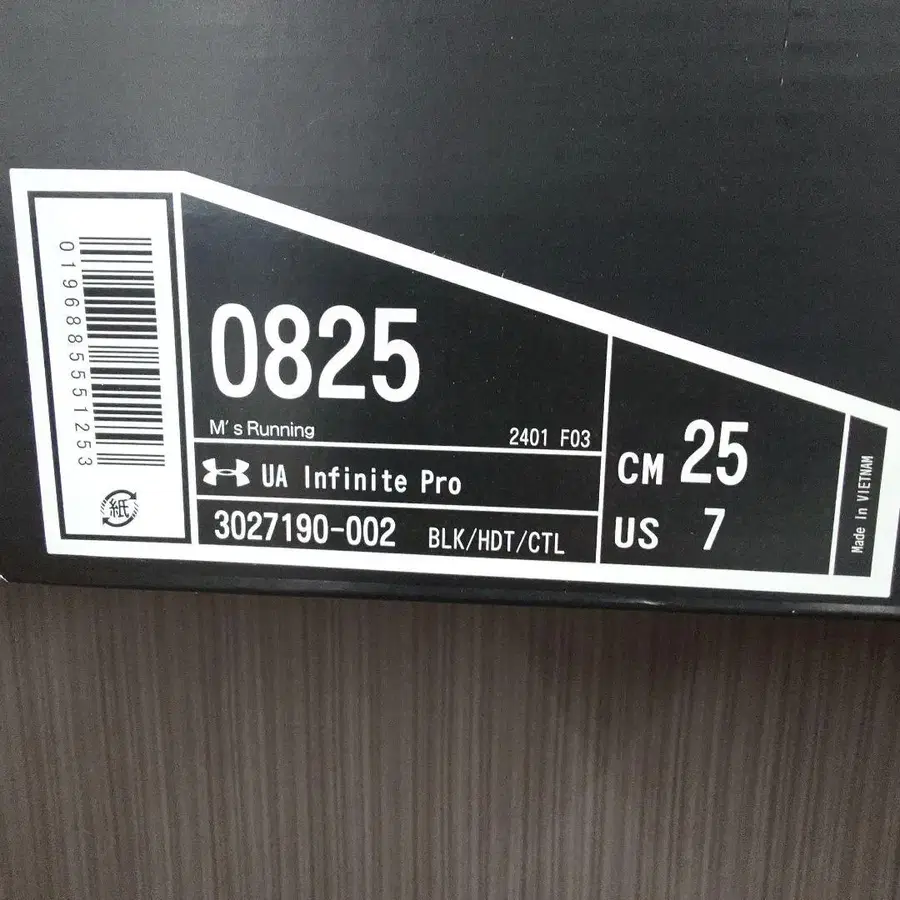 0196885551253
紙
0825
M's Running
2401 F03
UA Infinite Pro
3027190-002 BLK/HDT/CTL
CM 25
US 7
Made In VIETNAM